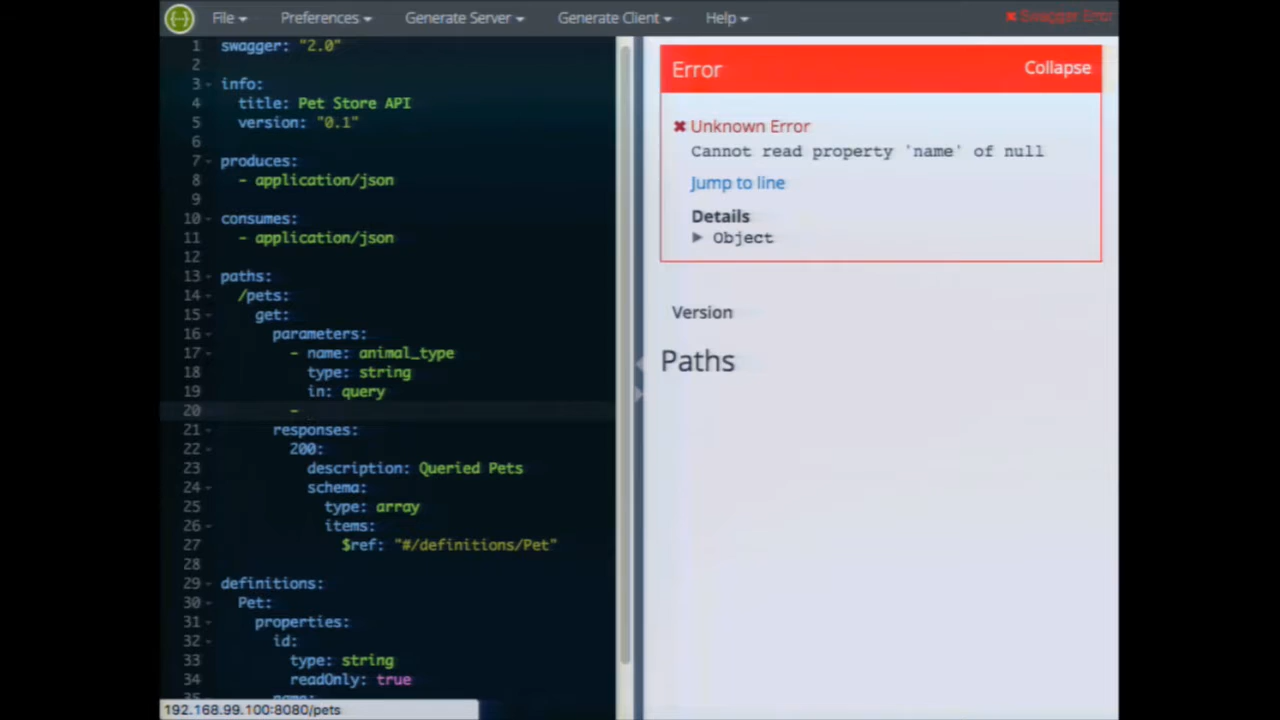 File Preferences Generate Server Generate Client Help ✖ Swagger Error
1 swagger: "2.0"
2
3 info:
4 title: Pet Store API
5 version: "0.1"
6
7 produces:
8 - application/json
9
10 consumes:
11 - application/json
12
13 paths:
14 /pets:
15 get:
16 parameters:
17 - name: animal_type
18 type: string
19 in: query
20 -
21 responses:
22 200:
23 description: Queried Pets
24 schema:
25 type: array
26 items:
27 $ref: "#/definitions/Pet"
28
29 definitions:
30 Pet:
31 properties:
32 id:
33 type: string
34 readOnly: true
35 name:
192.168.99.100:8080/pets
Error Collapse
✖ Unknown Error
Cannot read property 'name' of null
Jump to line
Details
▶ Object
Version
Paths